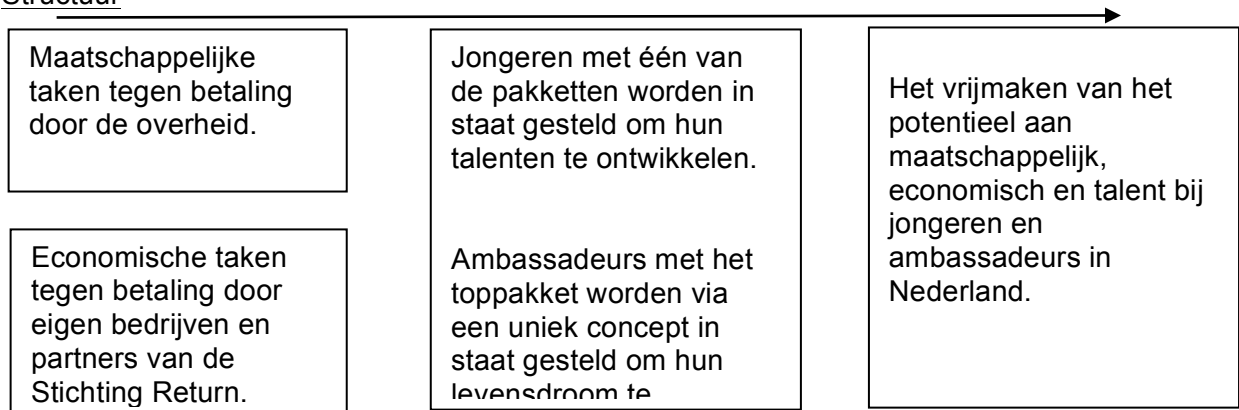 Structuur
Maatschappelijke
taken tegen betaling
door de overheid.
Economische taken
tegen betaling door
eigen bedrijven en
partners van de
Stichting Return.
Jongeren met één van
de pakketten worden in
staat gesteld om hun
talenten te ontwikkelen.
Ambassadeurs met het
toppakket worden via
een uniek concept in
staat gesteld om hun
levensdroom te
Het vrijmaken van het
potentieel aan
maatschappelijk,
economisch en talent bij
jongeren en
ambassadeurs in
Nederland.